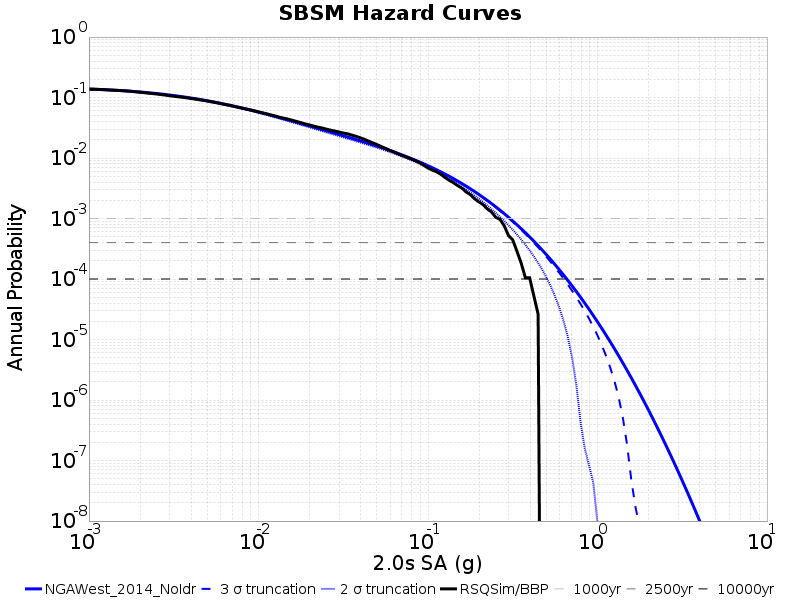 SBSM Hazard Curves
Annual Probability
10^0
10^-1
10^-2
10^-3
10^-4
10^-5
10^-6
10^-7
10^-8
10^-3 10^-2 10^-1 10^0 10^1
2.0s SA (g)
NGAWest_2014_NoIdr 3 σ truncation 2 σ truncation RSQSim/BBP 1000yr 2500yr 10000yr